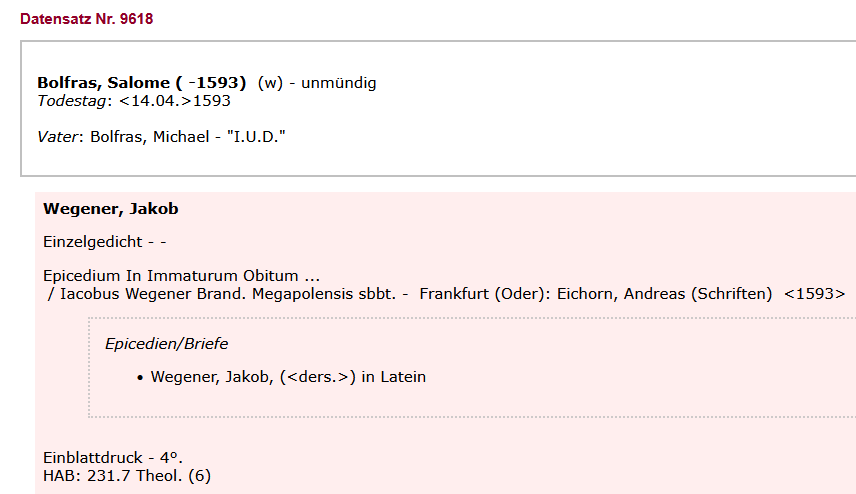 Datensatz Nr. 9618
Bolfras, Salome ( -1593) (w) - unmündig
Todestag: <14.04.>1593
Vater: Bolfras, Michael - "I.U.D."
Wegener, Jakob
Einzelgedicht - -
Epicedium In Immaturum Obitum ...
/ Iacobus Wegener Brand. Megapolensis sbbt. - Frankfurt (Oder): Eichorn, Andreas (Schriften) <1593>
Epicedien/Briefe
• Wegener, Jakob, (<ders.>) in Latein
Einblattdruck - 4º.
HAB: 231.7 Theol. (6)